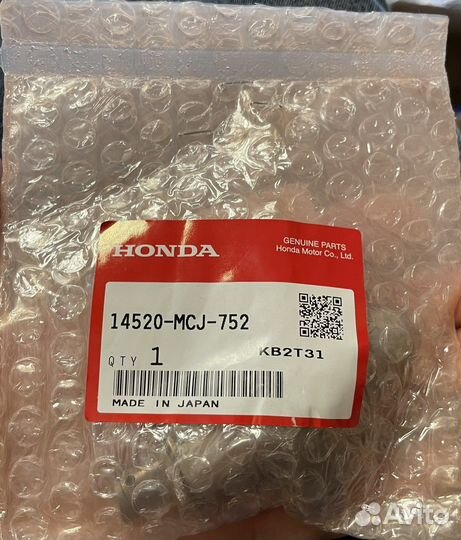 HONDA
GENUINE PARTS
Honda Motor Co., Ltd.
14520-MCJ-752
QTY 1
KB2T31
MADE IN JAPAN
Avito